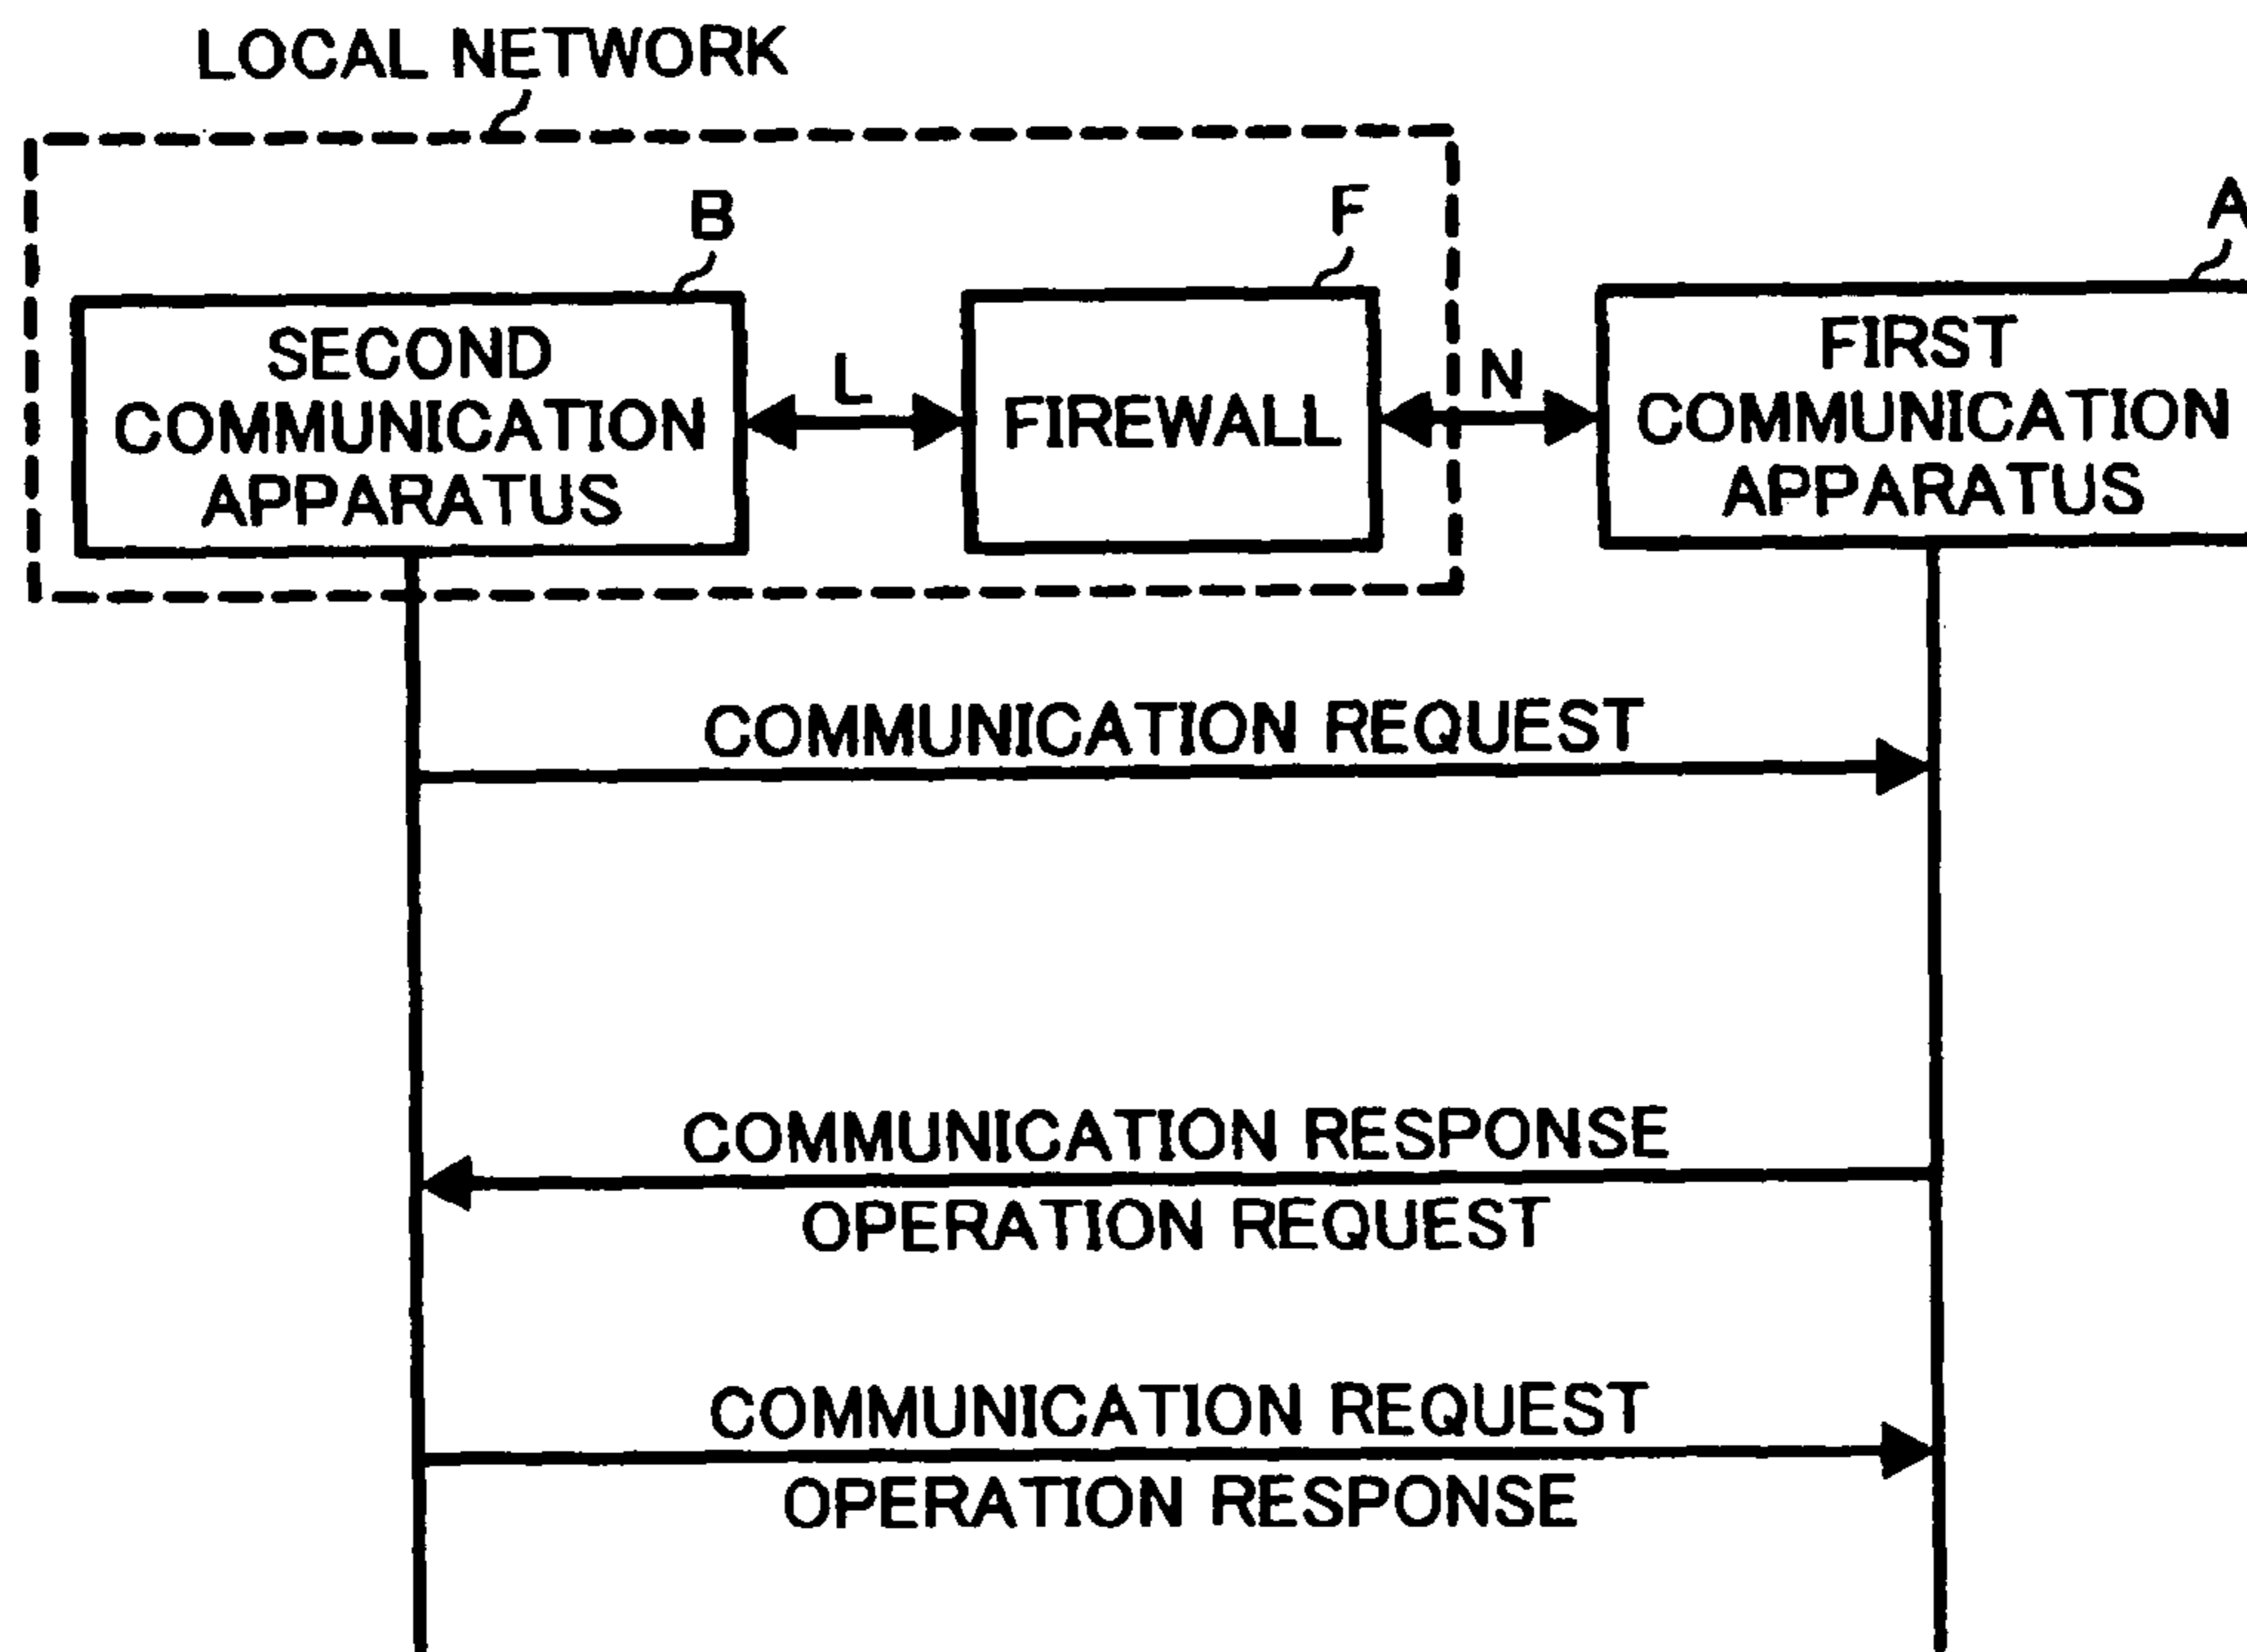 LOCAL NETWORK
B
F
A
SECOND
COMMUNICATION
APPARATUS
L
FIREWALL
N
FIRST
COMMUNICATION
APPARATUS
COMMUNICATION REQUEST
COMMUNICATION RESPONSE
OPERATION REQUEST
COMMUNICATION REQUEST
OPERATION RESPONSE